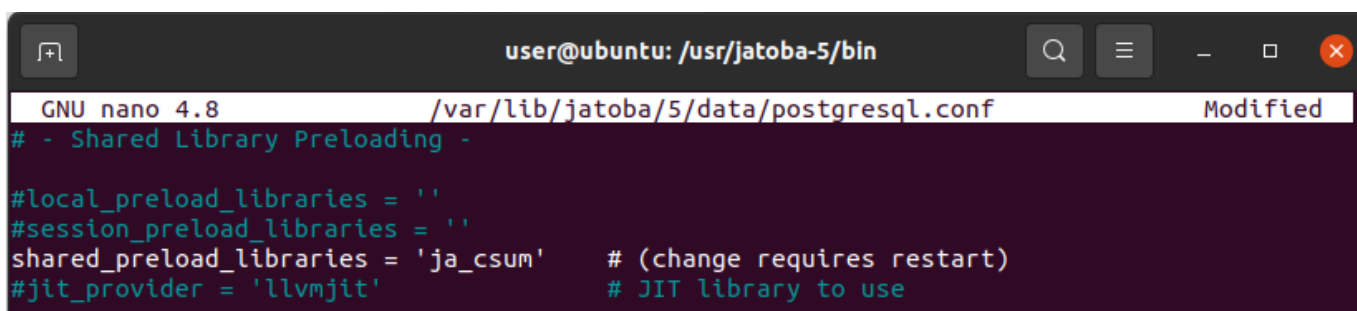 user@ubuntu: /usr/jatoba-5/bin
GNU nano 4.8 /var/lib/jatoba/5/data/postgresql.conf Modified
# - Shared Library Preloading -
#local_preload_libraries = ''
#session_preload_libraries = ''
shared_preload_libraries = 'ja_csum' # (change requires restart)
#jit_provider = 'llvmjit' # JIT library to use